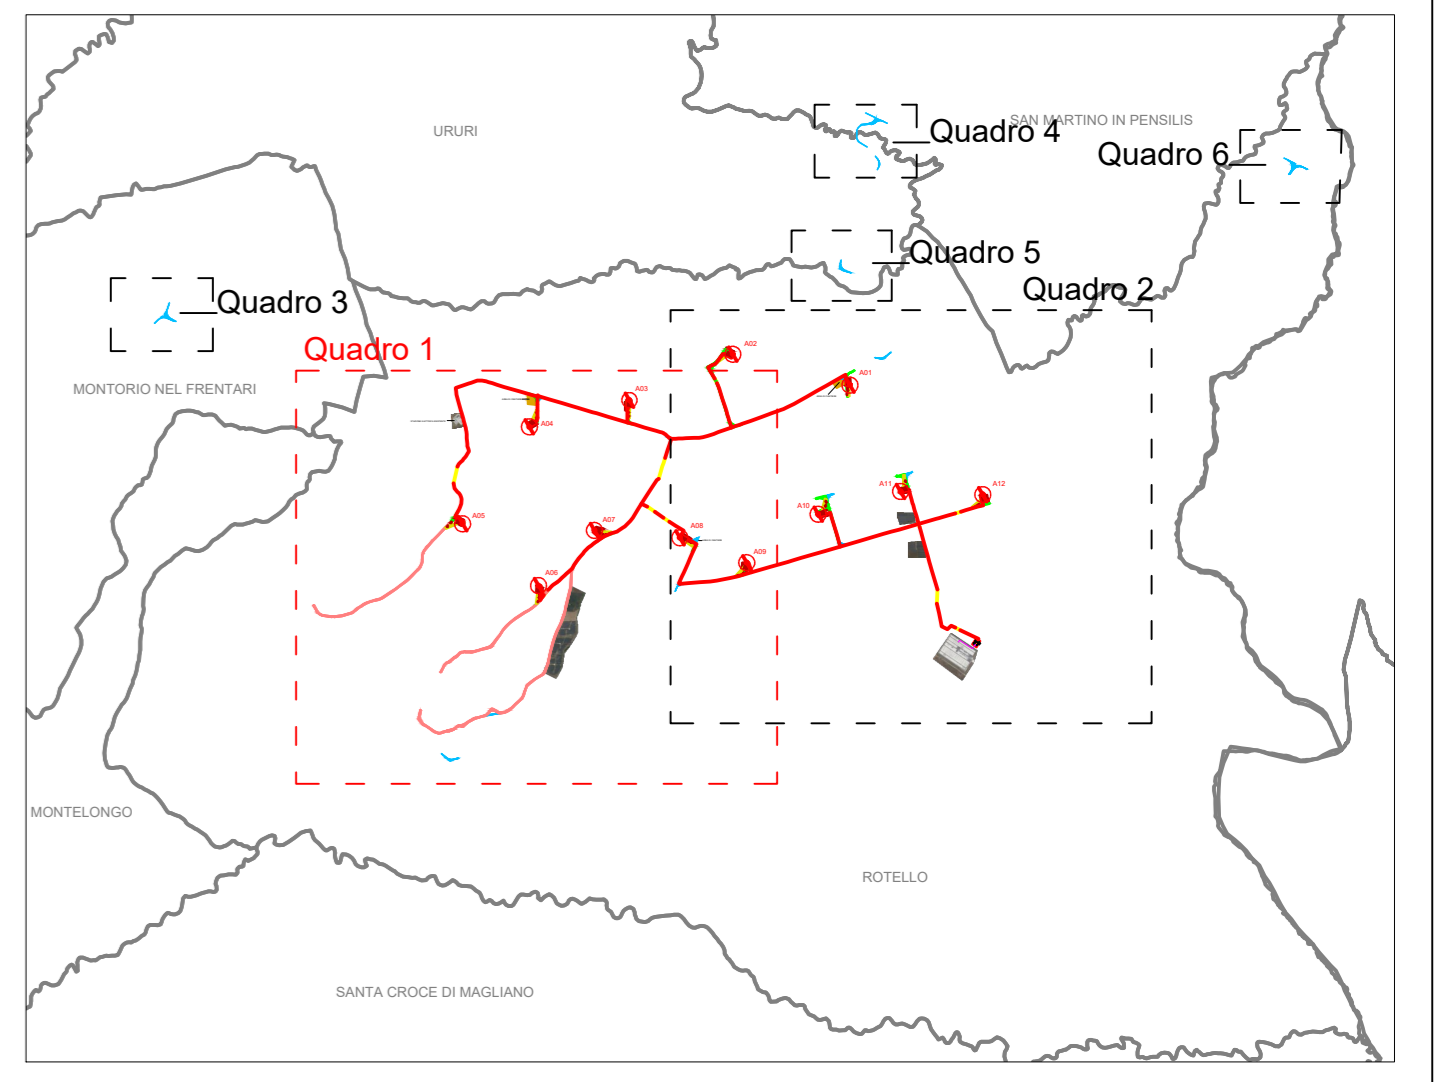 URURI
SAN MARTINO IN PENSILIS
Quadro 4
Quadro 6
Quadro 5
Quadro 2
Quadro 3
Quadro 1
MONTORIO NEL FRENTARI
A02
A01
A03
A04
A11
A12
A10
A05
A07
A08
A09
A06
MONTELONGO
ROTELLO
SANTA CROCE DI MAGLIANO